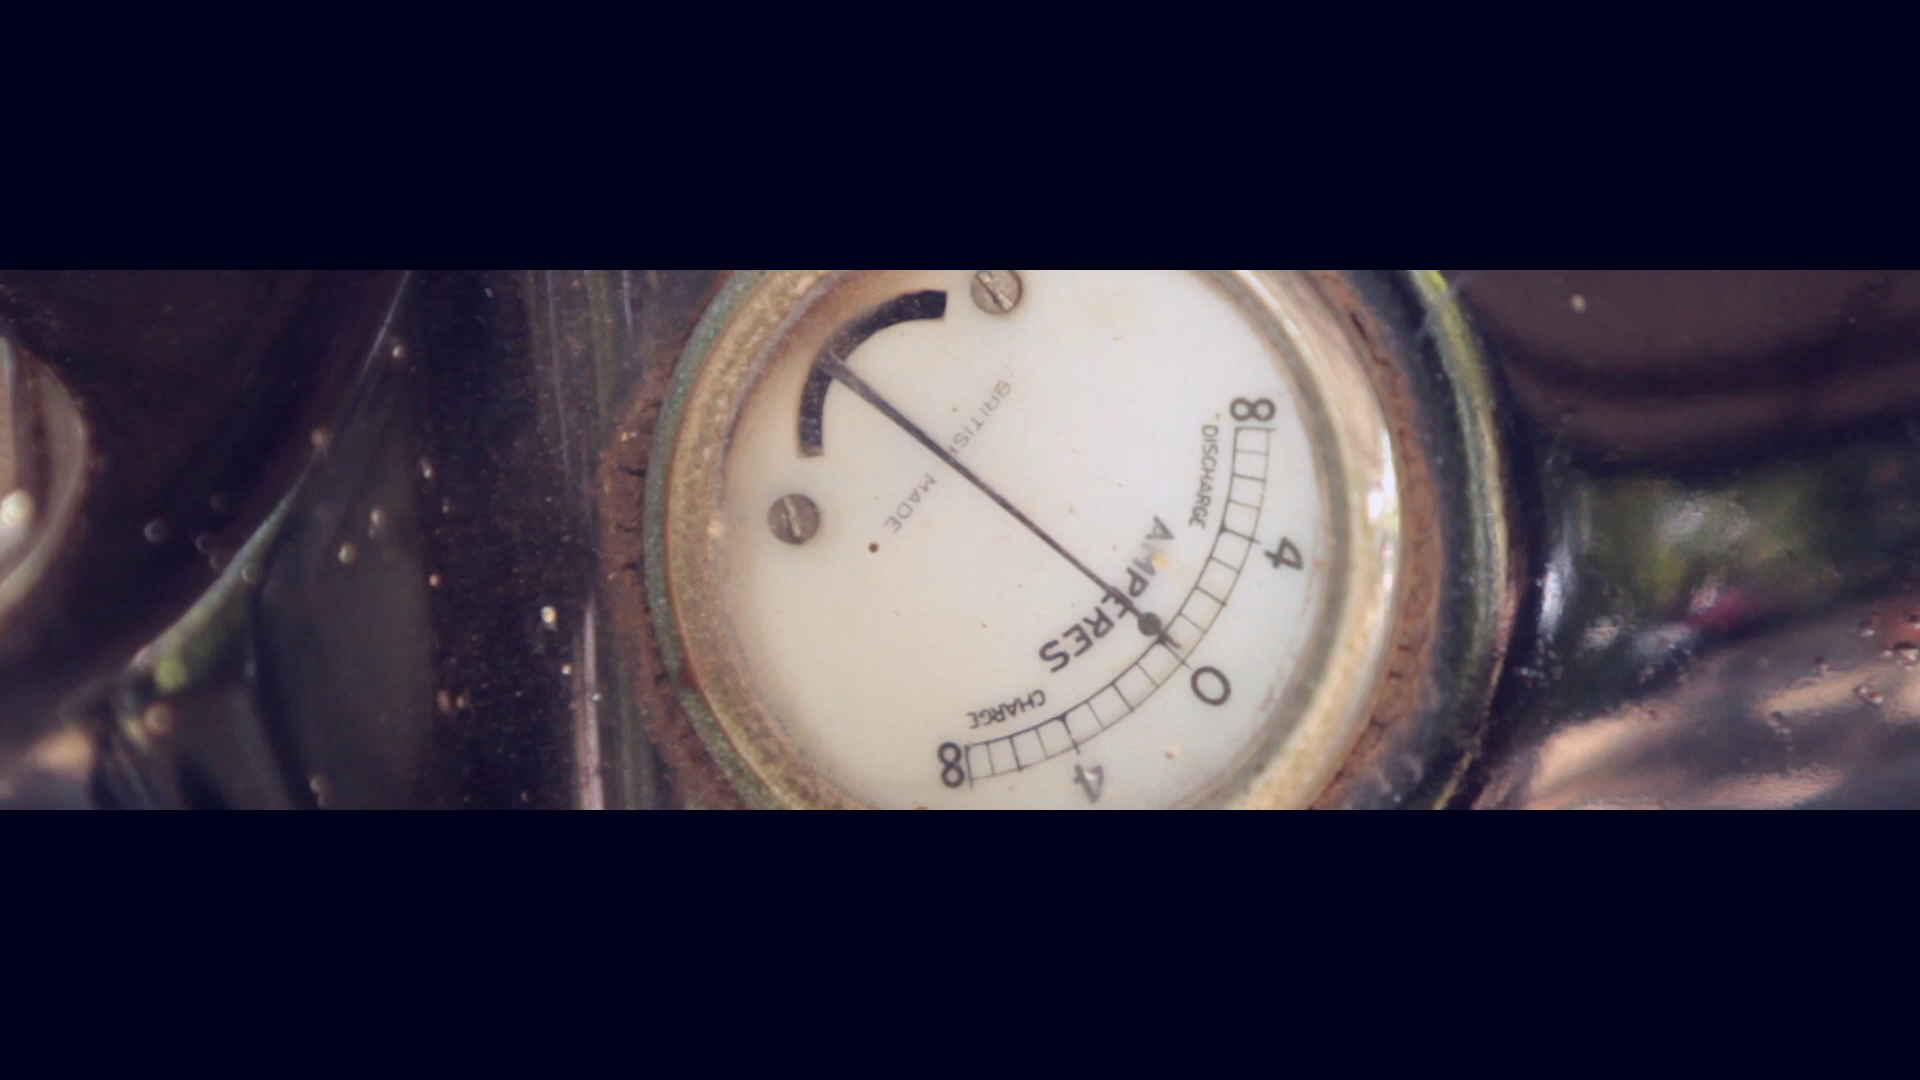 BRITISH MADE
AMPERES
DISCHARGE
CHARGE
8 4 0 4 8